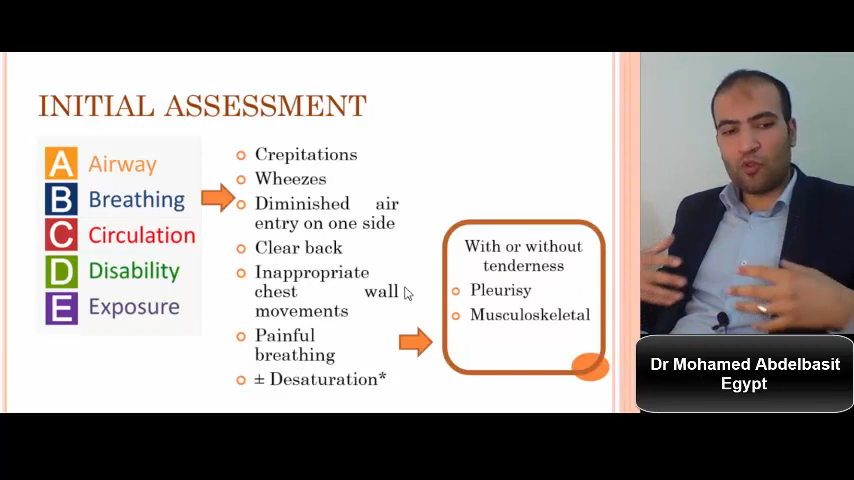 INITIAL ASSESSMENT
A Airway
B Breathing
C Circulation
D Disability
E Exposure
Crepitations
Wheezes
Diminished air
entry on one side
Clear back
Inappropriate
chest wall
movements
Painful
breathing
± Desaturation*
With or without
tenderness
Pleurisy
Musculoskeletal
Dr Mohamed Abdelbasit
Egypt